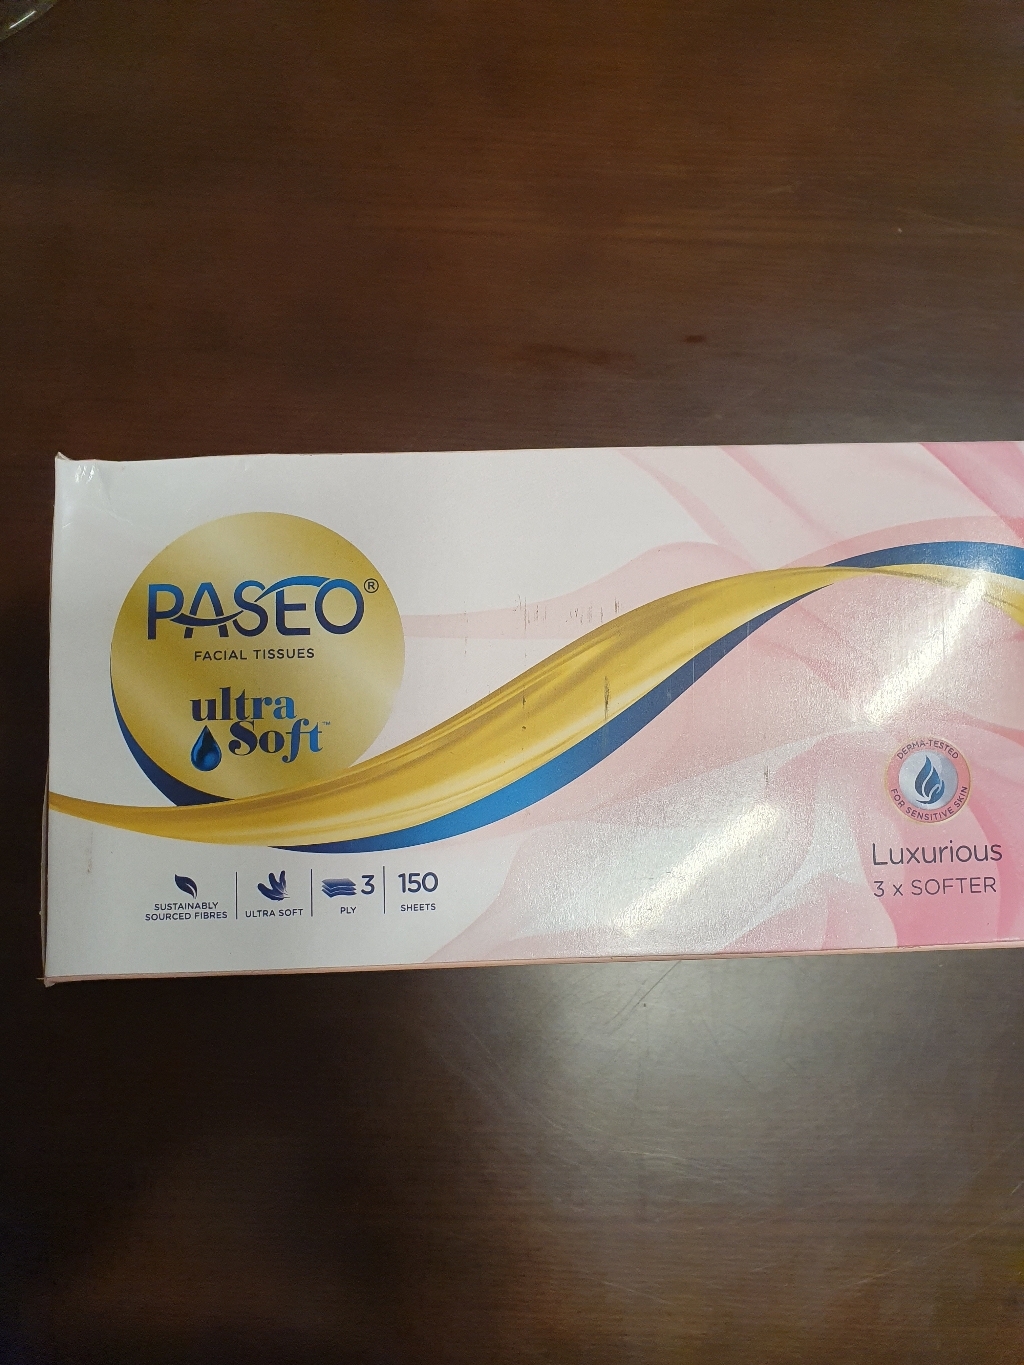 PASEO®
FACIAL TISSUES
ultra
Soft™
SUSTAINABLY
SOURCED FIBRES
ULTRA SOFT
3
PLY
150
SHEETS
DERMA-TESTED
FOR SENSITIVE SKIN
Luxurious
3 x SOFTER